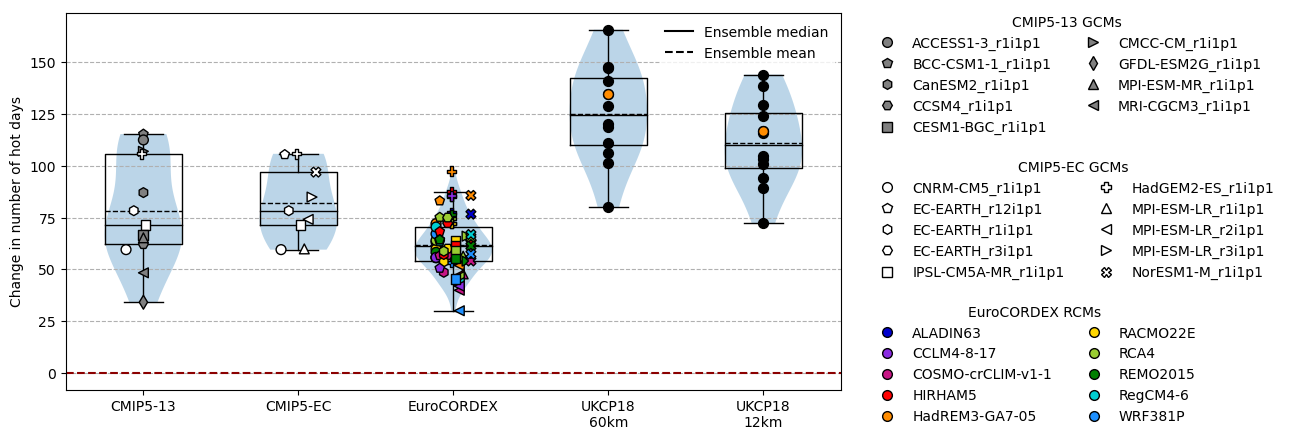 Change in number of hot days
150
125
100
75
50
25
0
Ensemble median
Ensemble mean
CMIP5-13
CMIP5-EC
EuroCORDEX
UKCP18
60km
UKCP18
12km
CMIP5-13 GCMs
ACCESS1-3_r1i1p1
BCC-CSM1-1_r1i1p1
CanESM2_r1i1p1
CCSM4_r1i1p1
CESM1-BGC_r1i1p1
CMCC-CM_r1i1p1
GFDL-ESM2G_r1i1p1
MPI-ESM-MR_r1i1p1
MRI-CGCM3_r1i1p1
CMIP5-EC GCMs
CNRM-CM5_r1i1p1
EC-EARTH_r12i1p1
EC-EARTH_r1i1p1
EC-EARTH_r3i1p1
IPSL-CM5A-MR_r1i1p1
HadGEM2-ES_r1i1p1
MPI-ESM-LR_r1i1p1
MPI-ESM-LR_r2i1p1
MPI-ESM-LR_r3i1p1
NorESM1-M_r1i1p1
EuroCORDEX RCMs
ALADIN63
CCLM4-8-17
COSMO-crCLIM-v1-1
HIRHAM5
HadREM3-GA7-05
RACMO22E
RCA4
REMO2015
RegCM4-6
WRF381P